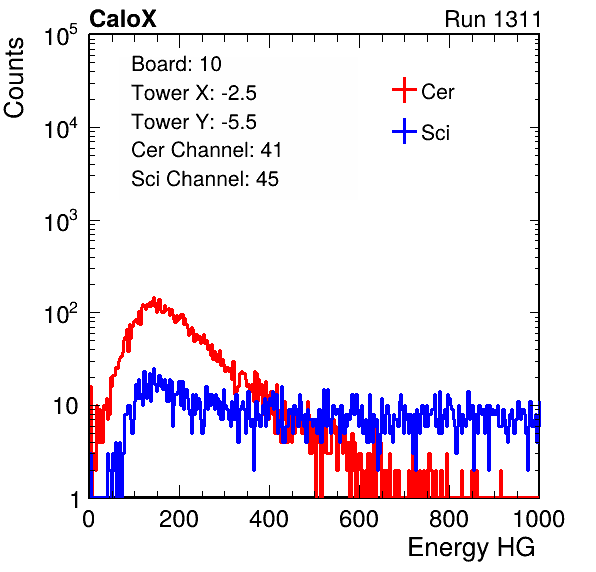 CaloX Run 1311
Board: 10
Tower X: -2.5
Tower Y: -5.5
Cer Channel: 41
Sci Channel: 45
Cer
Sci
Counts
10^5
10^4
10^3
10^2
10
1
0 200 400 600 800 1000
Energy HG